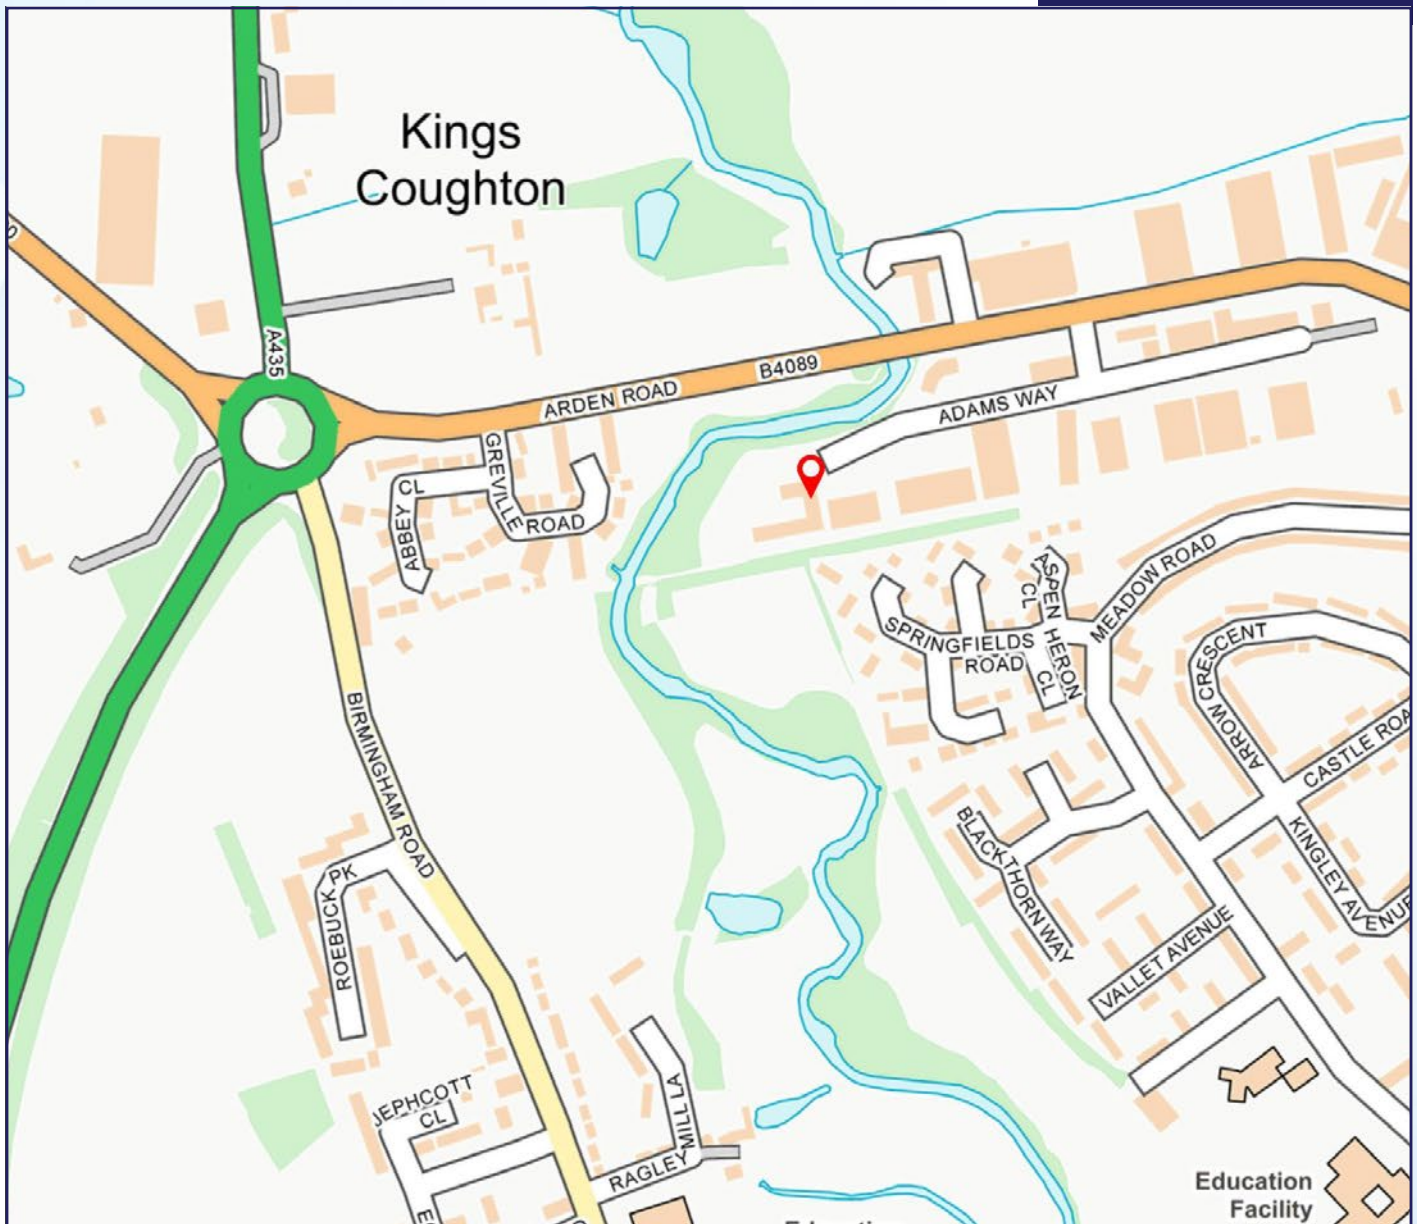 Kings
Coughton
A435
B4089
ARDEN ROAD
ADAMS WAY
GREVILLE
ROAD
ABBEY CL
MEADOW ROAD
ASPEN
CL
SPRINGFIELDS
ROAD
HERON
CL
ARROW CRESCENT
ARROW
CASTLE ROA
BIRMINGHAM ROAD
BLACKTHORN WAY
KINGLEY AVENUE
ROEBUCK PK
VALLET AVENUE
JEPHCOTT
CL
RAGLEY MILL LA
Education
Facility